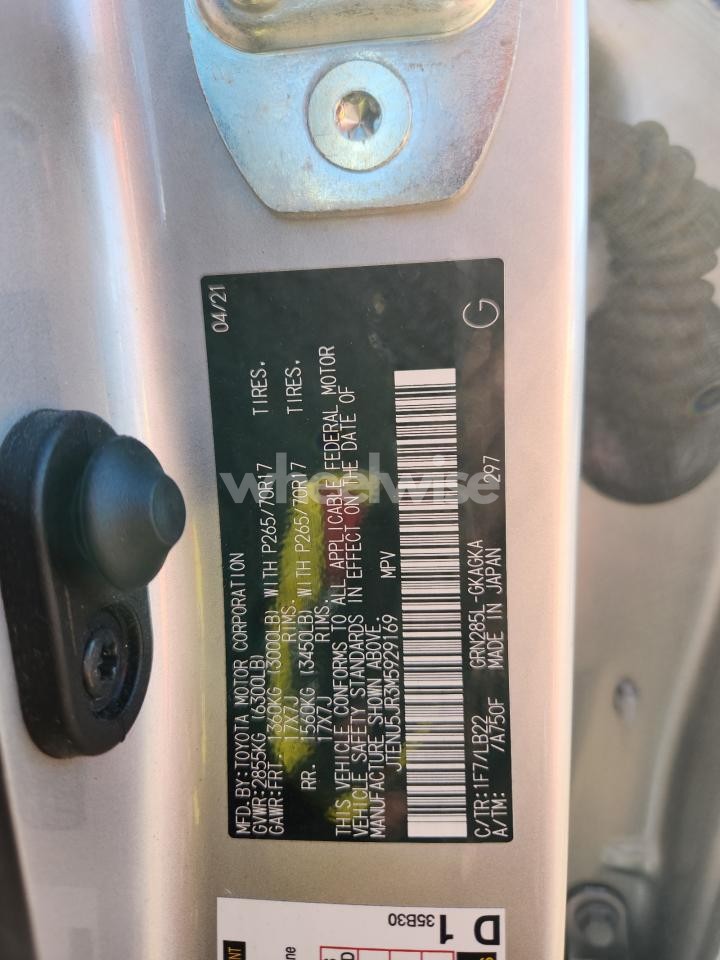 04/21
MFD.BY:TOYOTA MOTOR CORPORATION
GVWR:2855KG (6300LB)
GAWR:FRT 1360KG (3000LB) WITH P265/70R17 TIRES,
17X7J RIMS:
RR. 1560KG (3450LB) WITH P265/70R17 TIRES,
17X7J RIMS:
THIS VEHICLE CONFORMS TO ALL APPLICABLE FEDERAL MOTOR
VEHICLE SAFETY STANDARDS IN EFFECT ON THE DATE OF
MANUFACTURE SHOWN ABOVE.
JTENU5JR3M5929169 MPV
C/TR:1F7/LB22 GRN285L-GKAGKA
A/TM: /A750F MADE IN JAPAN 297
G
wheelwise
D 1
35B30